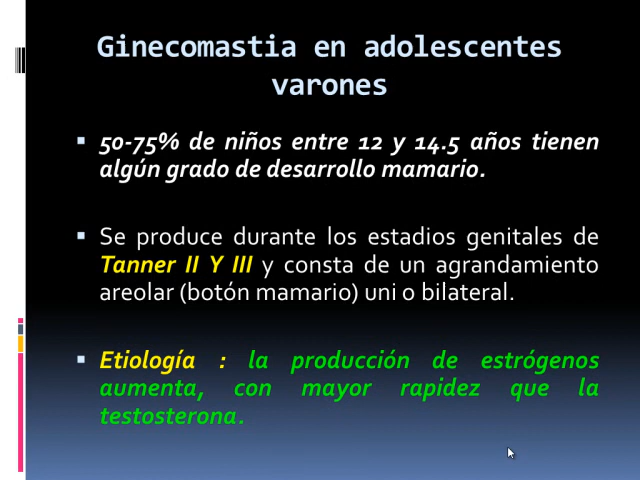 Ginecomastia en adolescentes
varones
50-75% de niños entre 12 y 14.5 años tienen
algún grado de desarrollo mamario.
Se produce durante los estadios genitales de
Tanner II Y III y consta de un agrandamiento
areolar (botón mamario) uni o bilateral.
Etiología : la producción de estrógenos
aumenta, con mayor rapidez que la
testosterona.